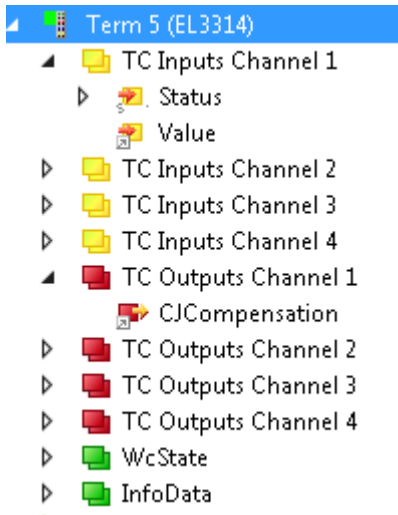 Term 5 (EL3314)
TC Inputs Channel 1
Status
Value
TC Inputs Channel 2
TC Inputs Channel 3
TC Inputs Channel 4
TC Outputs Channel 1
CJCompensation
TC Outputs Channel 2
TC Outputs Channel 3
TC Outputs Channel 4
WcState
InfoData